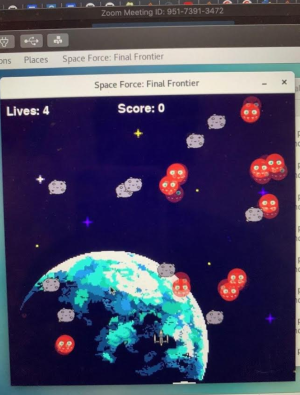 Zoom Meeting ID: 951-7391-3472
ons Places Space Force: Final Frontier
Space Force: Final Frontier
Lives: 4 Score: 0